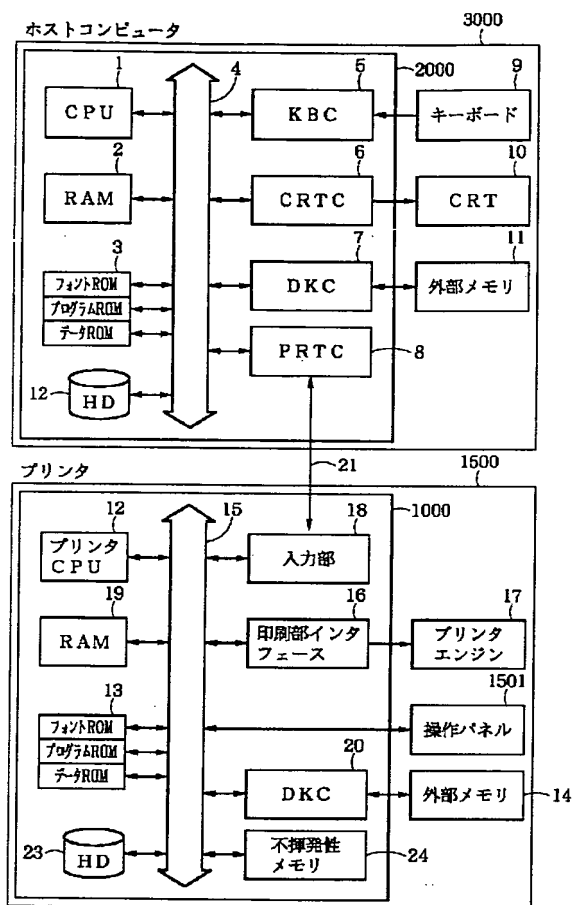 ホストコンピュータ
3000
1
4
5
2000
9
CPU
KBC
キーボード
2
6
10
RAM
CRTC
CRT
3
7
11
フォントROM
プログラムROM
データROM
DKC
外部メモリ
PRTC
8
12
HD
21
プリンタ
1500
12
15
18
1000
プリンタ
CPU
入力部
19
16
17
RAM
印刷部インタ
フェース
プリンタ
エンジン
13
1501
フォントROM
プログラムROM
データROM
操作パネル
20
DKC
外部メモリ
14
23
HD
不揮発性
メモリ
24